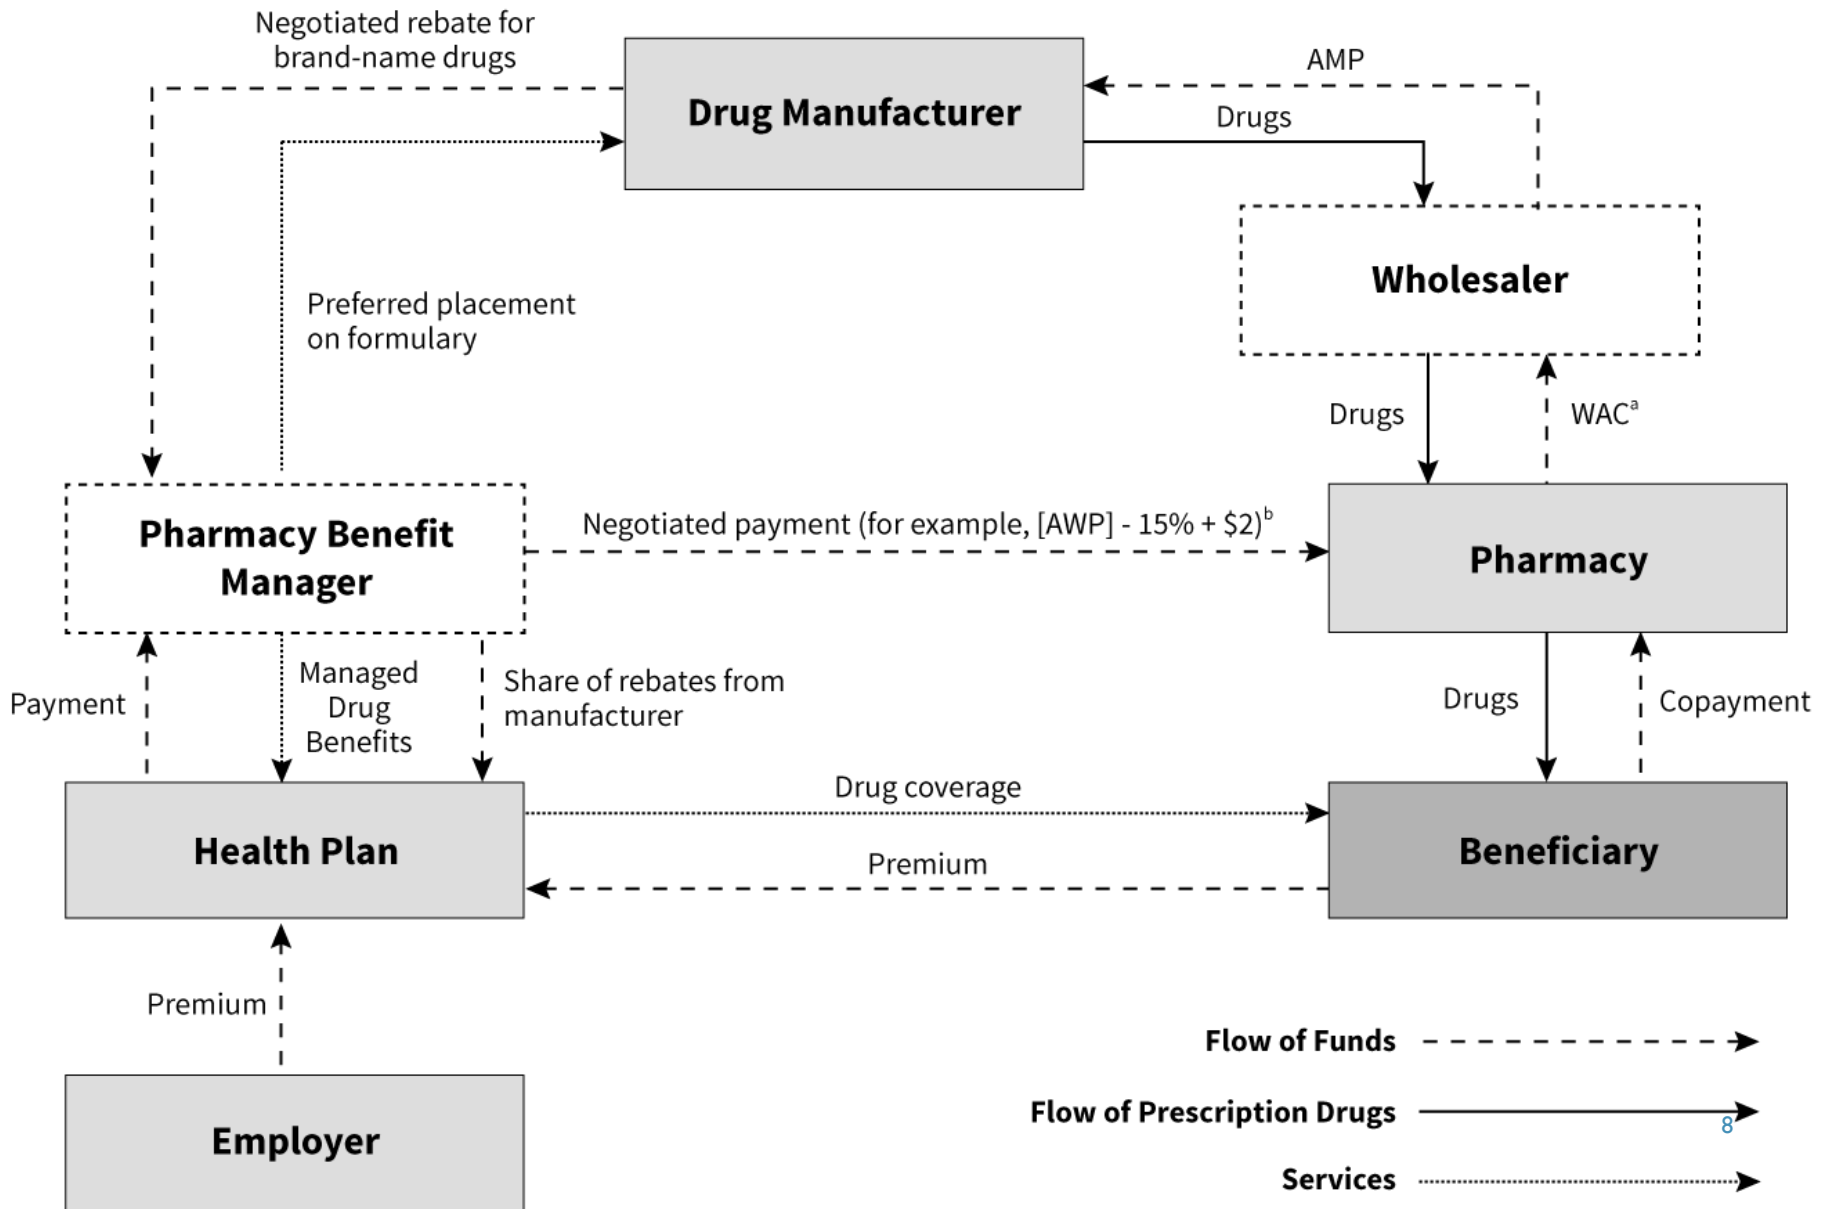 Negotiated rebate for
brand-name drugs
AMP
Drug Manufacturer
Drugs
Wholesaler
Preferred placement
on formulary
Drugs
WACᵃ
Negotiated payment (for example, [AWP] - 15% + $2)ᵇ
Pharmacy Benefit
Manager
Pharmacy
Payment
Managed
Drug
Benefits
Share of rebates from
manufacturer
Drugs
Copayment
Drug coverage
Health Plan
Premium
Beneficiary
Premium
Employer
Flow of Funds
Flow of Prescription Drugs
8
Services